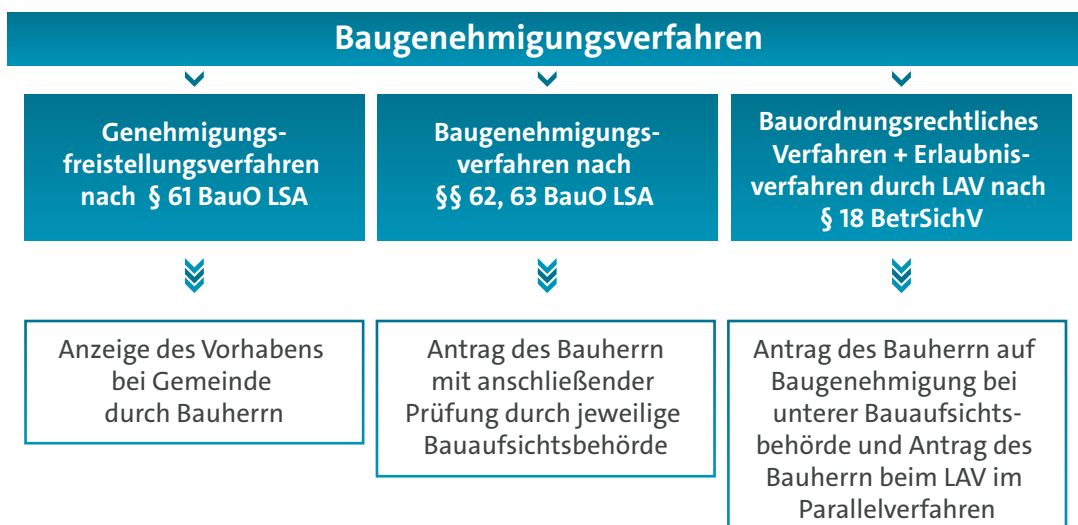 Baugenehmigungsverfahren
Genehmigungs-
freistellungsverfahren
nach § 61 BauO LSA
Baugenehmigungs-
verfahren nach
§§ 62, 63 BauO LSA
Bauordnungsrechtliches
Verfahren + Erlaubnis-
verfahren durch LAV nach
§ 18 BetrSichV
Anzeige des Vorhabens
bei Gemeinde
durch Bauherrn
Antrag des Bauherrn
mit anschließender
Prüfung durch jeweilige
Bauaufsichtsbehörde
Antrag des Bauherrn auf
Baugenehmigung bei
unterer Bauaufsichts-
behörde und Antrag des
Bauherrn beim LAV im
Parallelverfahren